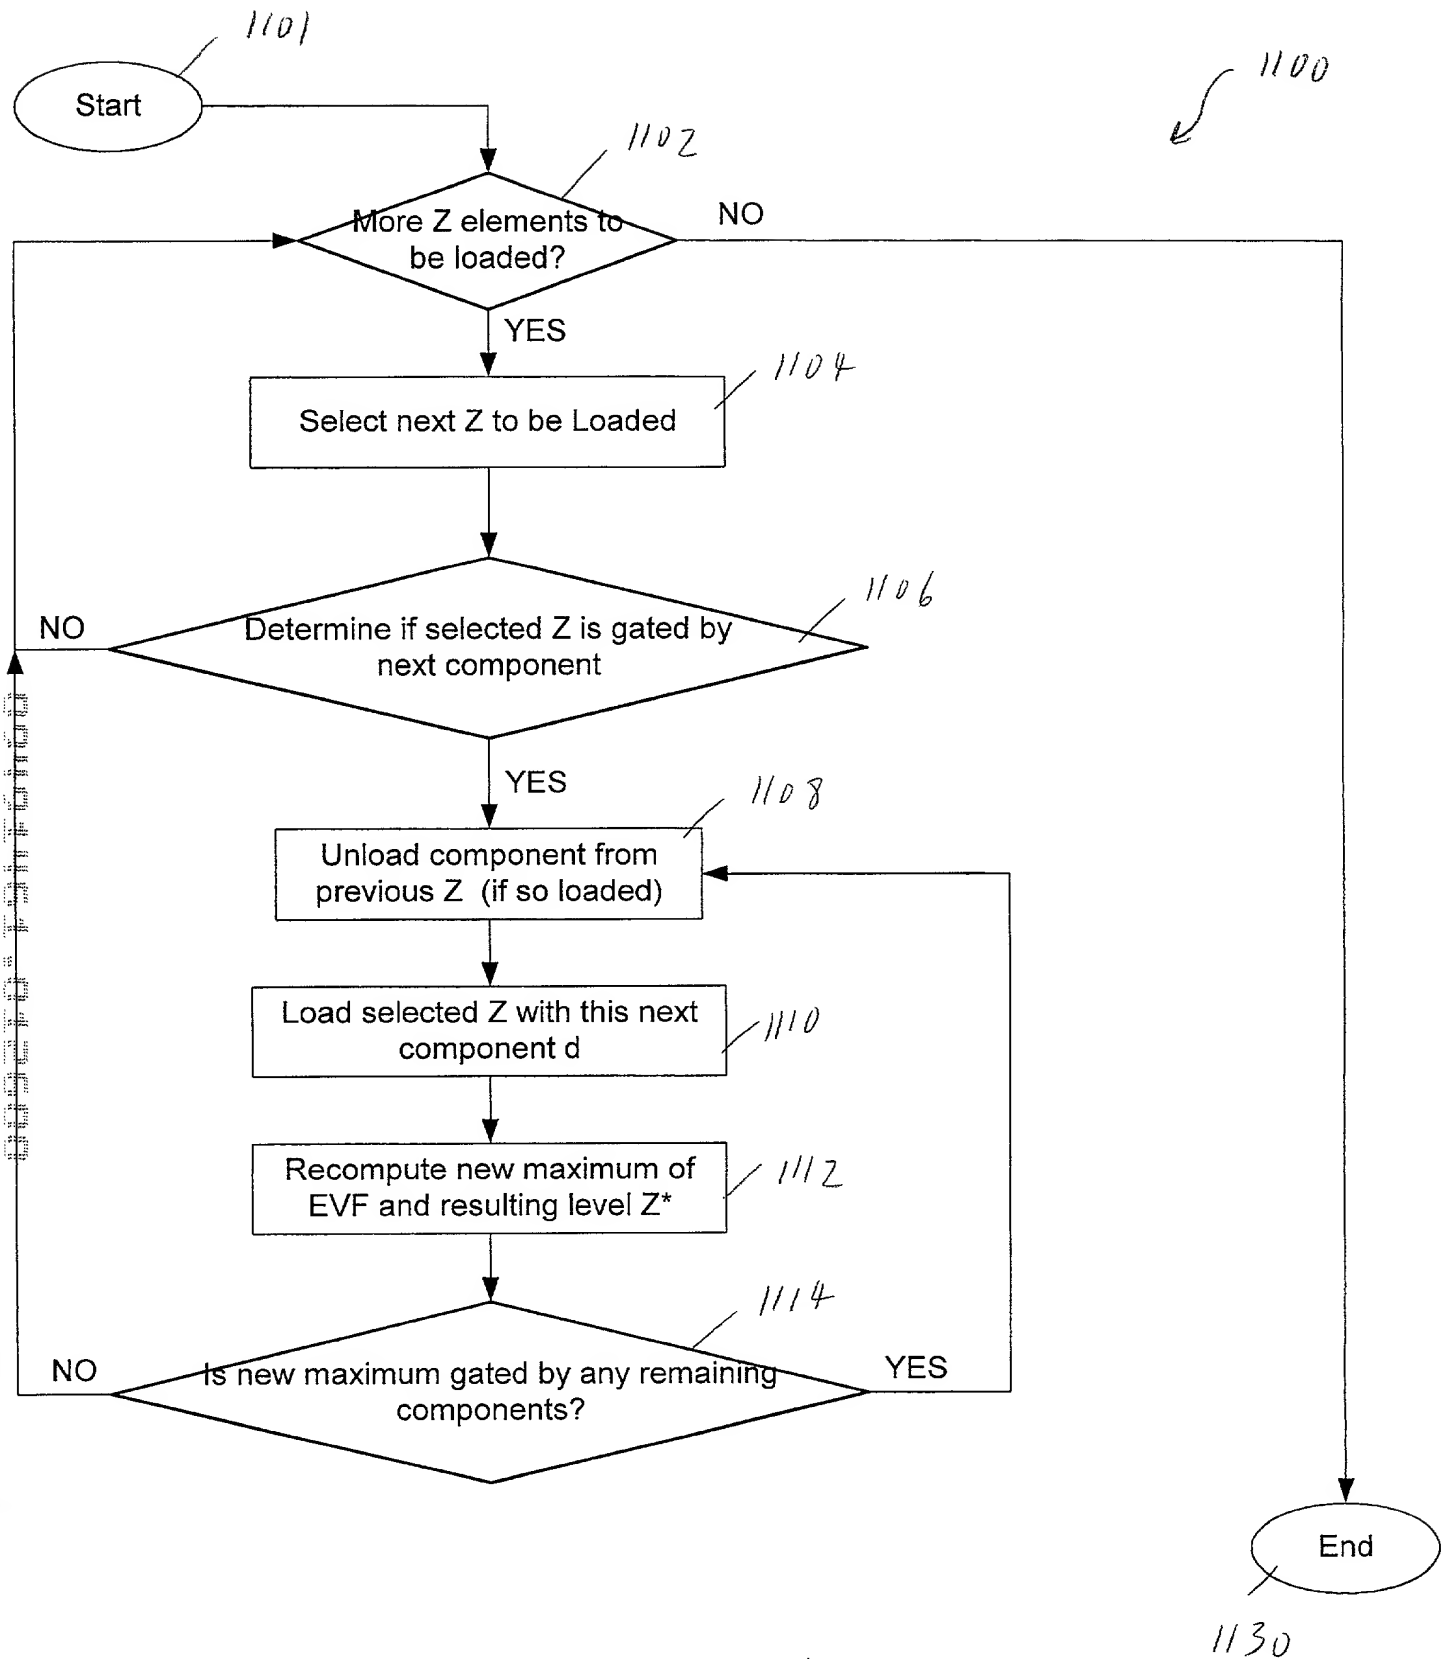 1101
Start
1100
1102
More Z elements to
be loaded?
NO
YES
1104
Select next Z to be Loaded
1106
Determine if selected Z is gated by
next component
NO
YES
1108
Unload component from
previous Z (if so loaded)
Load selected Z with this next
component d
1110
Recompute new maximum of
EVF and resulting level Z*
1112
1114
Is new maximum gated by any remaining
components?
NO
YES
End
1130